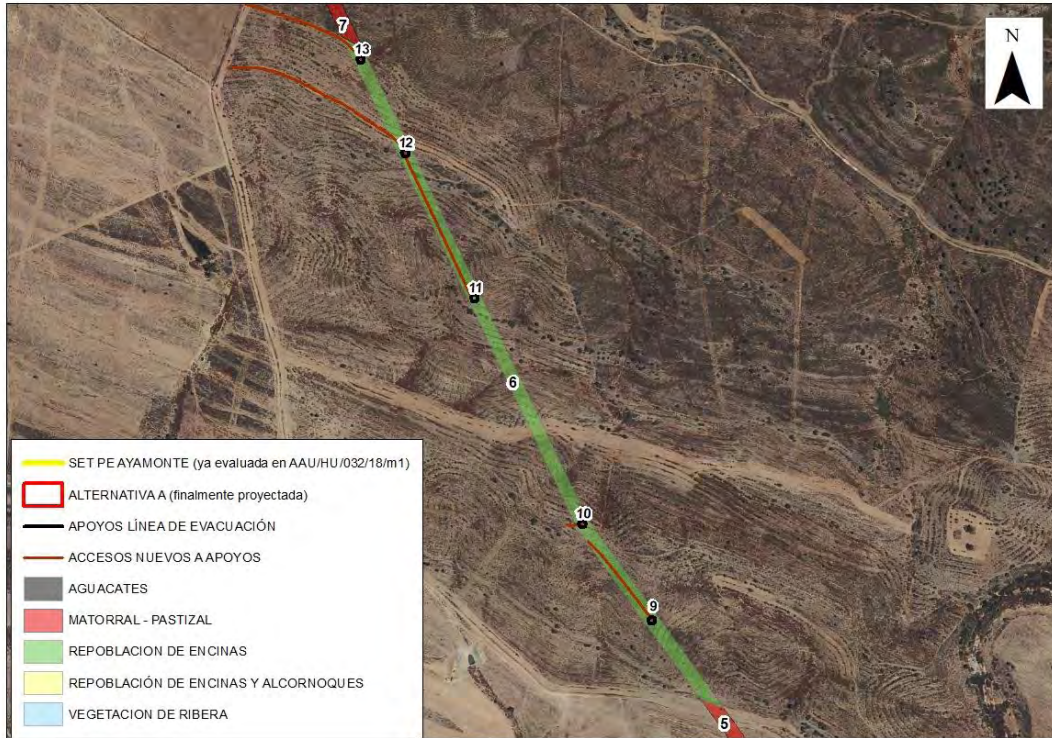 N
7
13
12
11
6
10
9
5
SET PE AYAMONTE (ya evaluada en AAU/HU/032/18/m1)
ALTERNATIVA A (finalmente proyectada)
APOYOS LÍNEA DE EVACUACIÓN
ACCESOS NUEVOS A APOYOS
AGUACATES
MATORRAL - PASTIZAL
REPOBLACION DE ENCINAS
REPOBLACIÓN DE ENCINAS Y ALCORNOQUES
VEGETACION DE RIBERA